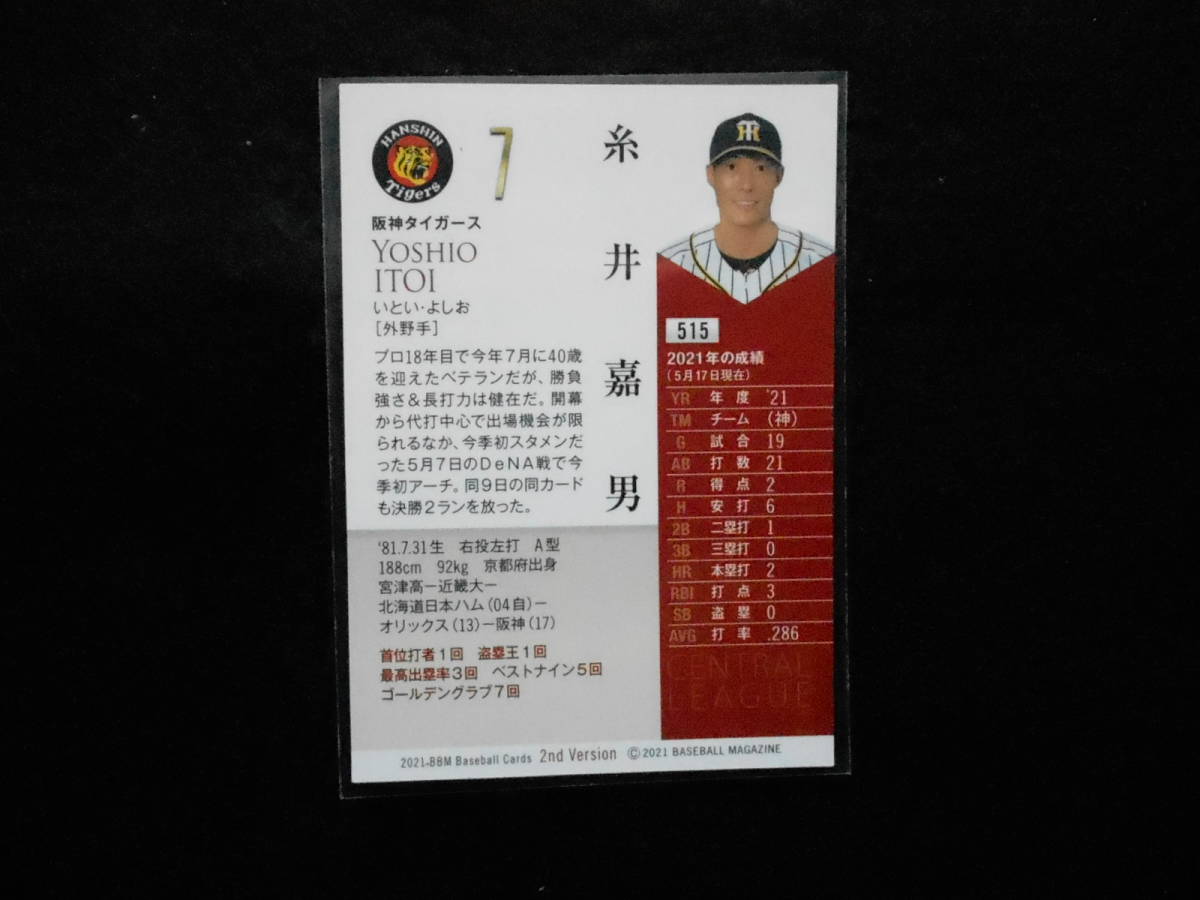 HANSHIN
Tigers
7
阪神タイガース
YOSHIO
ITOI
いとい・よしお
[外野手]
糸井嘉男
プロ18年目で今年7月に40歳
を迎えたベテランだが、勝負
強さ&長打力は健在だ。開幕
から代打中心で出場機会が限
られるなか、今季初スタメンだ
った5月7日のDeNA戦で今
季初アーチ。同9日の同カード
も決勝2ランを放った。
'81.7.31生 右投左打 A型
188cm 92kg 京都府出身
宮津高ー近畿大ー
北海道日本ハム(04自)ー
オリックス(13)ー阪神(17)
首位打者1回 盗塁王1回
最高出塁率3回 ベストナイン5回
ゴールデングラブ7回
HT
515
2021年の成績
(5月17日現在)
YR 年度 '21
TM チーム (神)
G 試合 19
AB 打数 21
R 得点 2
H 安打 6
2B 二塁打 1
3B 三塁打 0
HR 本塁打 2
RBI 打点 3
SB 盗塁 0
AVG 打率 .286
CENTRAL
LEAGUE
2021-BBM Baseball Cards 2nd Version ©2021 BASEBALL MAGAZINE